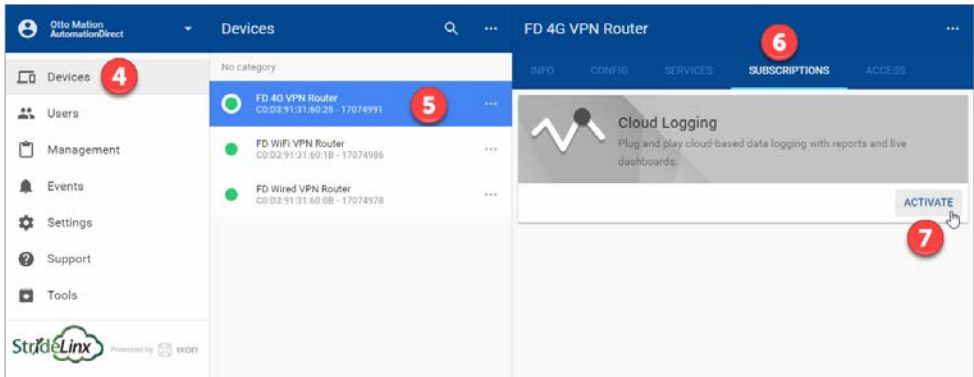 Otto Mation
AutomationDirect
Devices
FD 4G VPN Router
6
INFO CONFIG SERVICES SUBSCRIPTIONS ACCESS
Devices 4
No category
FD 4G VPN Router
C0:D3:91:31:60:25 - 17074991
5
Users
Management
FD WiFi VPN Router
C0:D3:91:31:60:1B - 17074986
Events
FD Wired VPN Router
C0:D3:91:31:60:0B - 17074978
Settings
Support
Tools
Cloud Logging
Plug and play cloud-based data logging with reports and live
dashboards.
ACTIVATE
7
StrideLinx Powered by ixon